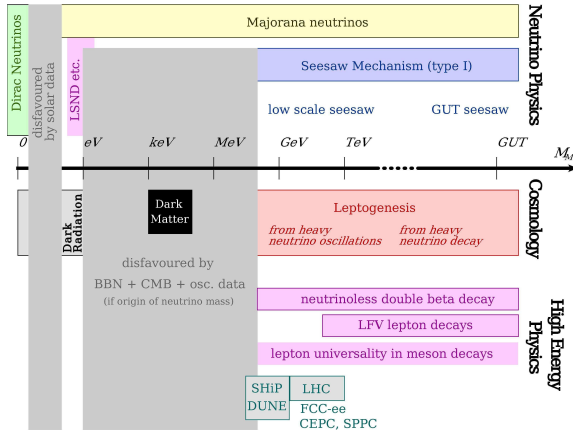 Majorana neutrinos
Dirac Neutrinos
disfavoured
by solar data
LSND etc.
Seesaw Mechanism (type I)
low scale seesaw
GUT seesaw
Neutrino Physics
0
eV
keV
MeV
GeV
TeV
GUT
M_M
Dark
Radiation
Dark
Matter
Leptogenesis
from heavy
neutrino oscillations
from heavy
neutrino decay
Cosmology
disfavoured by
BBN + CMB + osc. data
(if origin of neutrino mass)
neutrinoless double beta decay
LFV lepton decays
lepton universality in meson decays
High Energy
Physics
SHiP
DUNE
LHC
FCC-ee
CEPC, SPPC